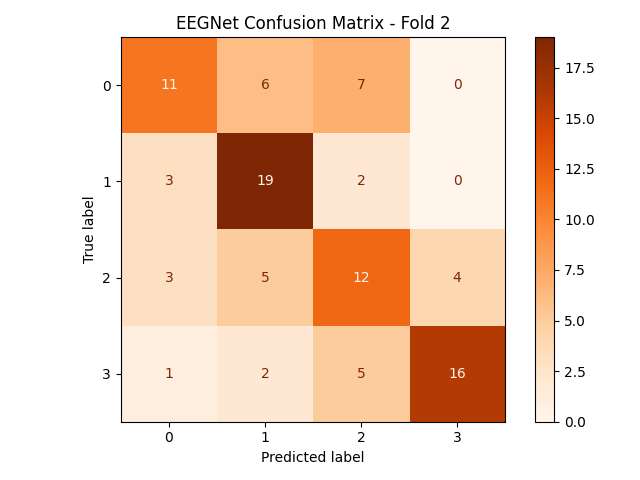 EEGNet Confusion Matrix - Fold 2
0 11 6 7 0
1 3 19 2 0
2 3 5 12 4
3 1 2 5 16
0 1 2 3
Predicted label
True label
17.5
15.0
12.5
10.0
7.5
5.0
2.5
0.0